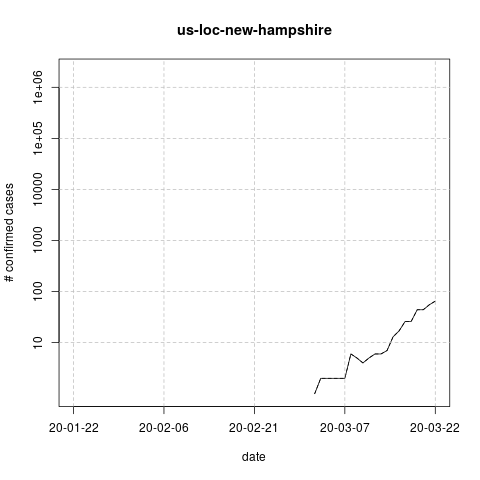 us-loc-new-hampshire
# confirmed cases
1e+06
1e+05
10000
1000
100
10
20-01-22 20-02-06 20-02-21 20-03-07 20-03-22
date